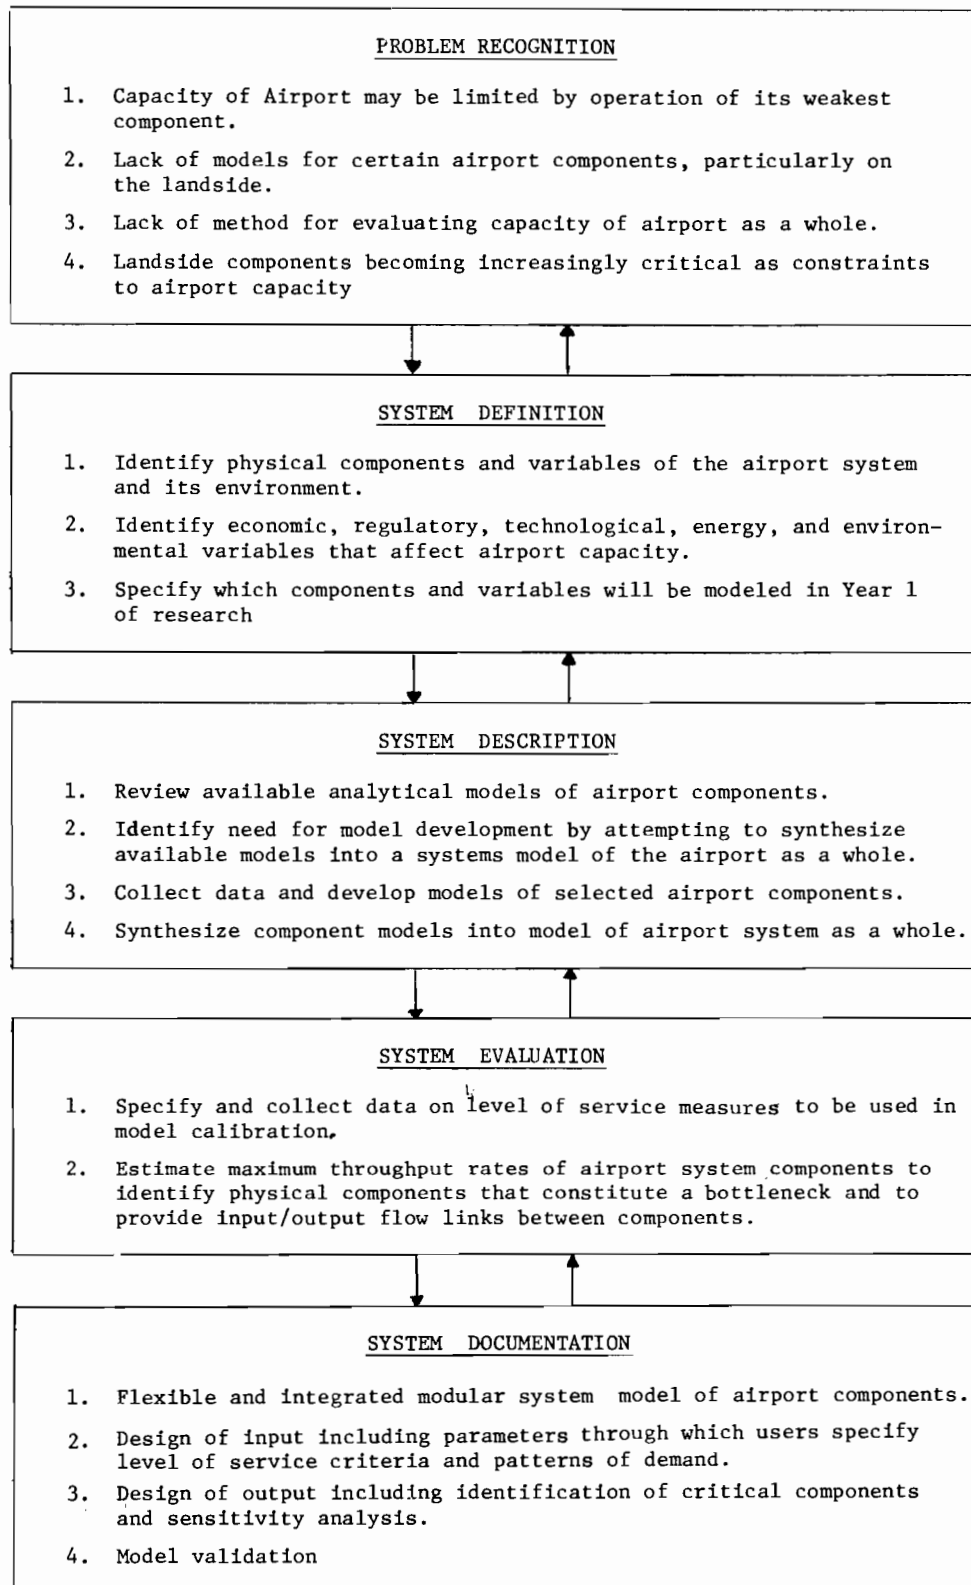 PROBLEM RECOGNITION
1. Capacity of Airport may be limited by operation of its weakest
component.
2. Lack of models for certain airport components, particularly on
the landside.
3. Lack of method for evaluating capacity of airport as a whole.
4. Landside components becoming increasingly critical as constraints
to airport capacity
SYSTEM DEFINITION
1. Identify physical components and variables of the airport system
and its environment.
2. Identify economic, regulatory, technological, energy, and environ-
mental variables that affect airport capacity.
3. Specify which components and variables will be modeled in Year 1
of research
SYSTEM DESCRIPTION
1. Review available analytical models of airport components.
2. Identify need for model development by attempting to synthesize
available models into a systems model of the airport as a whole.
3. Collect data and develop models of selected airport components.
4. Synthesize component models into model of airport system as a whole.
SYSTEM EVALUATION
1. Specify and collect data on level of service measures to be used in
model calibration.
2. Estimate maximum throughput rates of airport system components to
identify physical components that constitute a bottleneck and to
provide input/output flow links between components.
SYSTEM DOCUMENTATION
1. Flexible and integrated modular system model of airport components.
2. Design of input including parameters through which users specify
level of service criteria and patterns of demand.
3. Design of output including identification of critical components
and sensitivity analysis.
4. Model validation